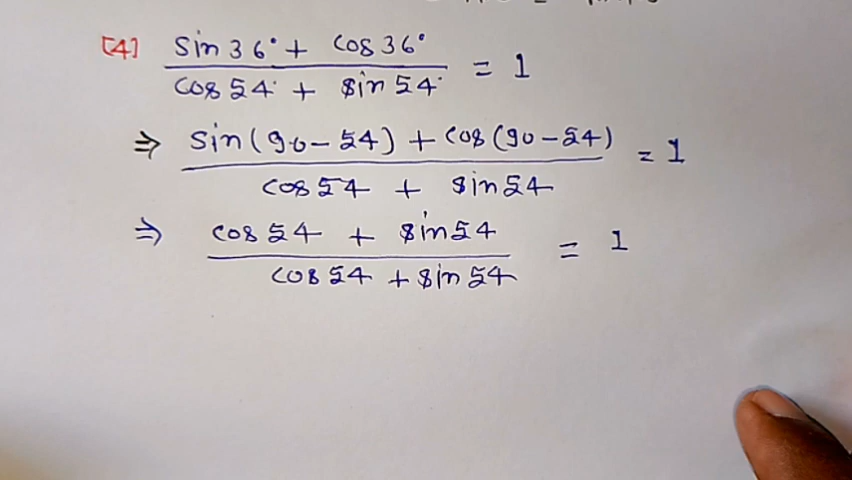 [4] sin 36° + cos 36°
cos 54° + sin 54° = 1
⇒ sin(90 - 54) + cos(90 - 54)
cos 54 + sin 54 = 1
⇒ cos 54 + sin 54
cos 54 + sin 54 = 1